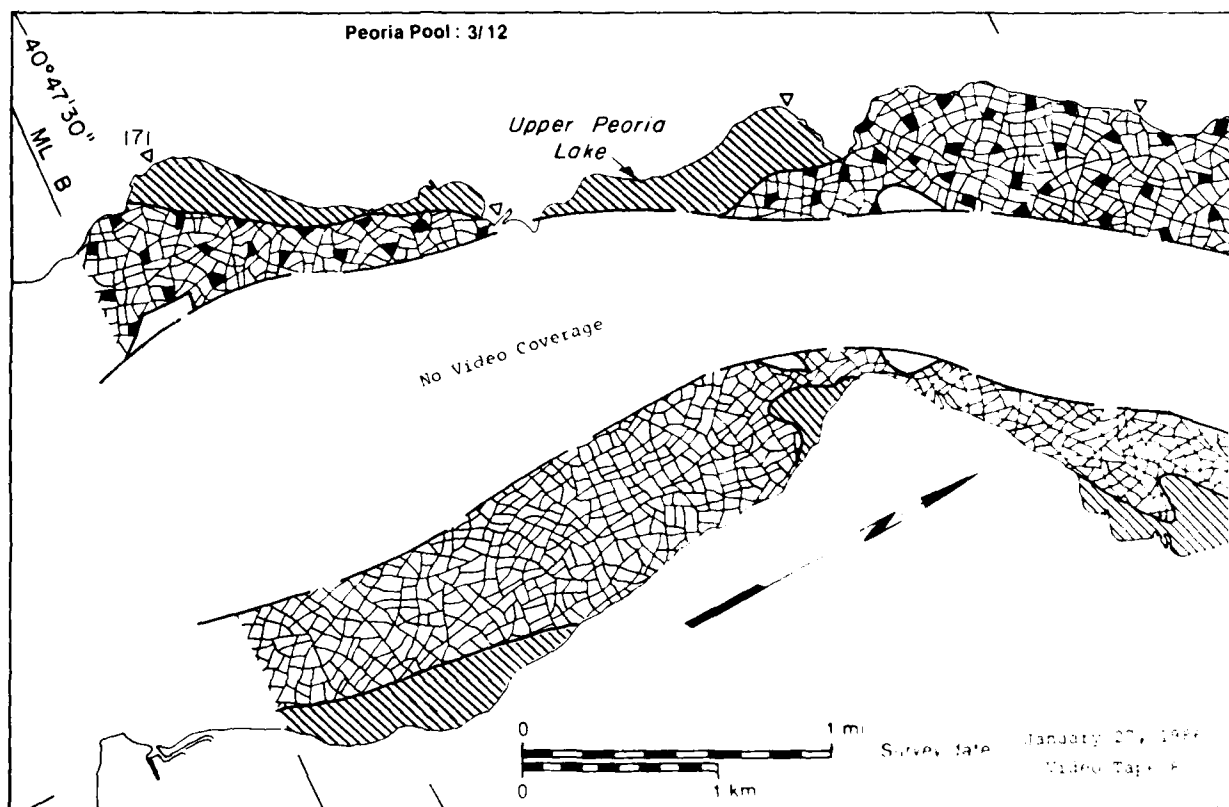 Peoria Pool : 3/12
40°47'30"
ML B
171
Upper Peoria
Lake
No Video Coverage
N
0 1 mi
0 1 km
Survey date January
Video Tape